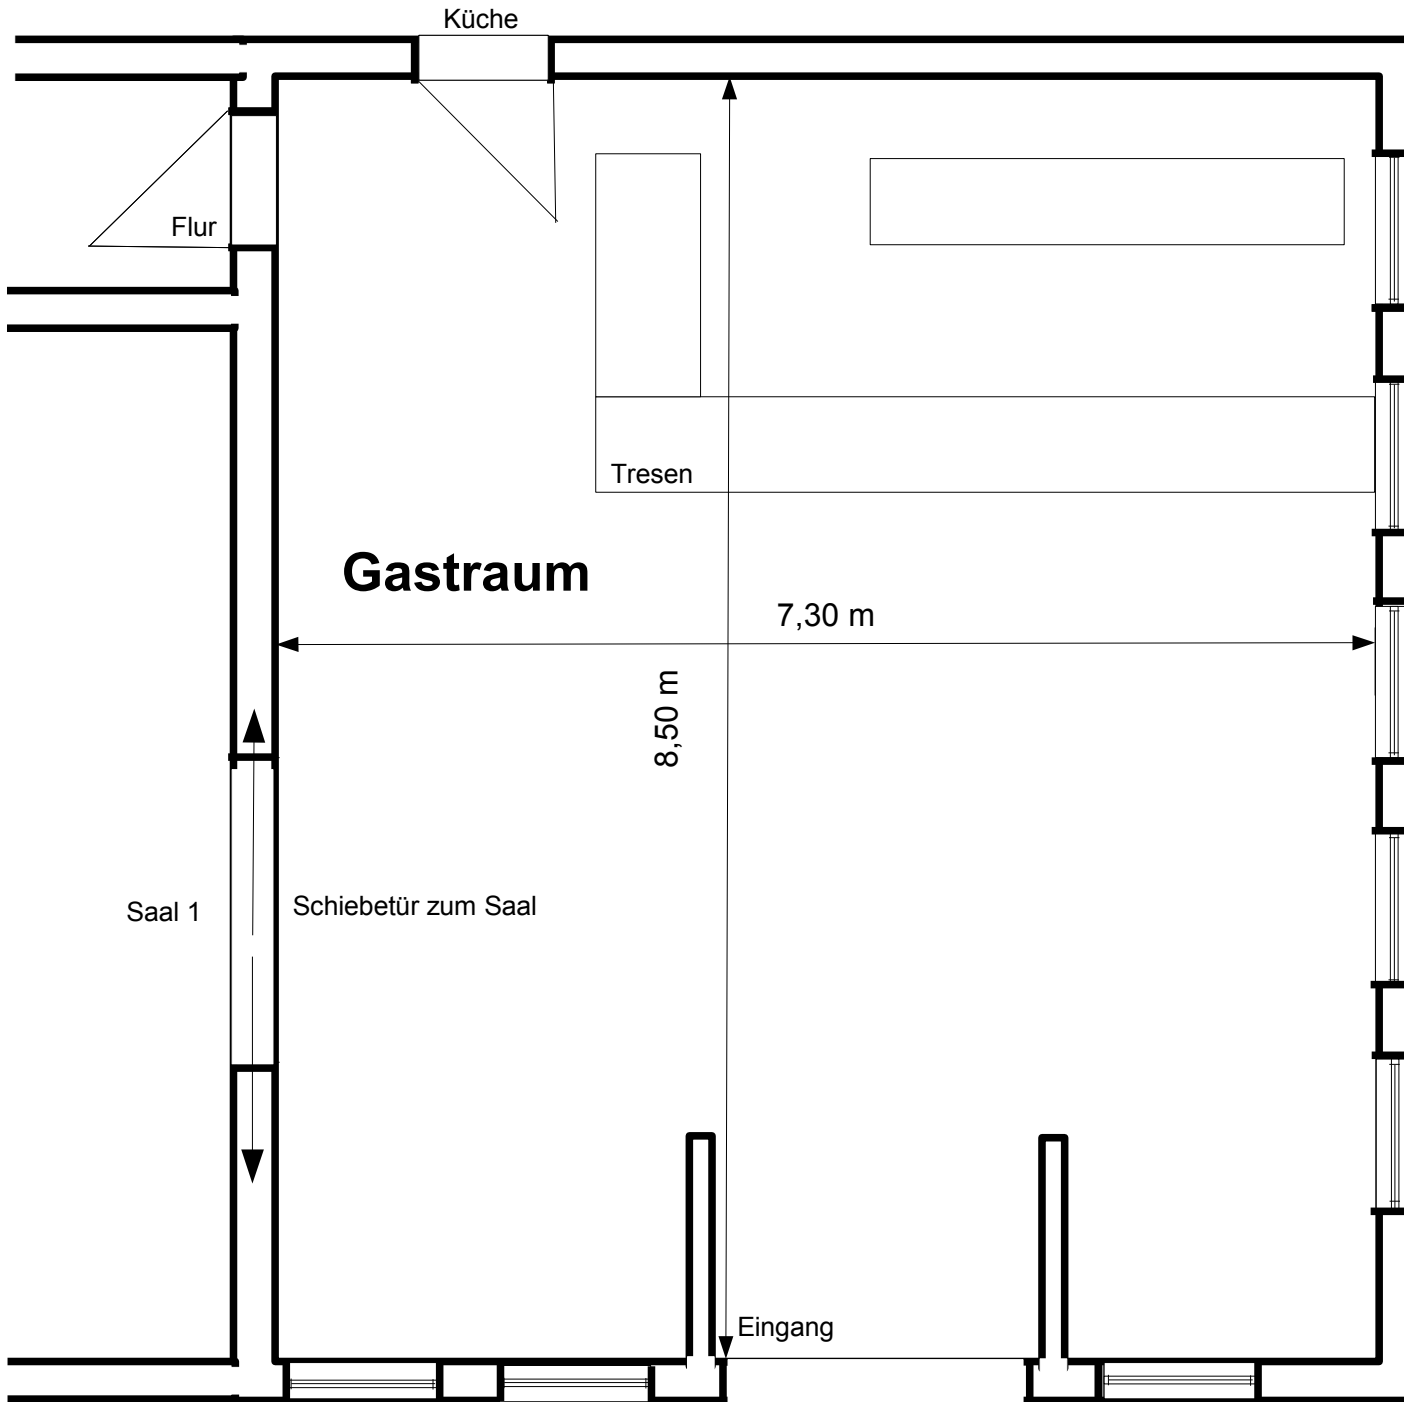 Küche
Flur
Tresen
Gastraum
7,30 m
8,50 m
Saal 1
Schiebetür zum Saal
Eingang